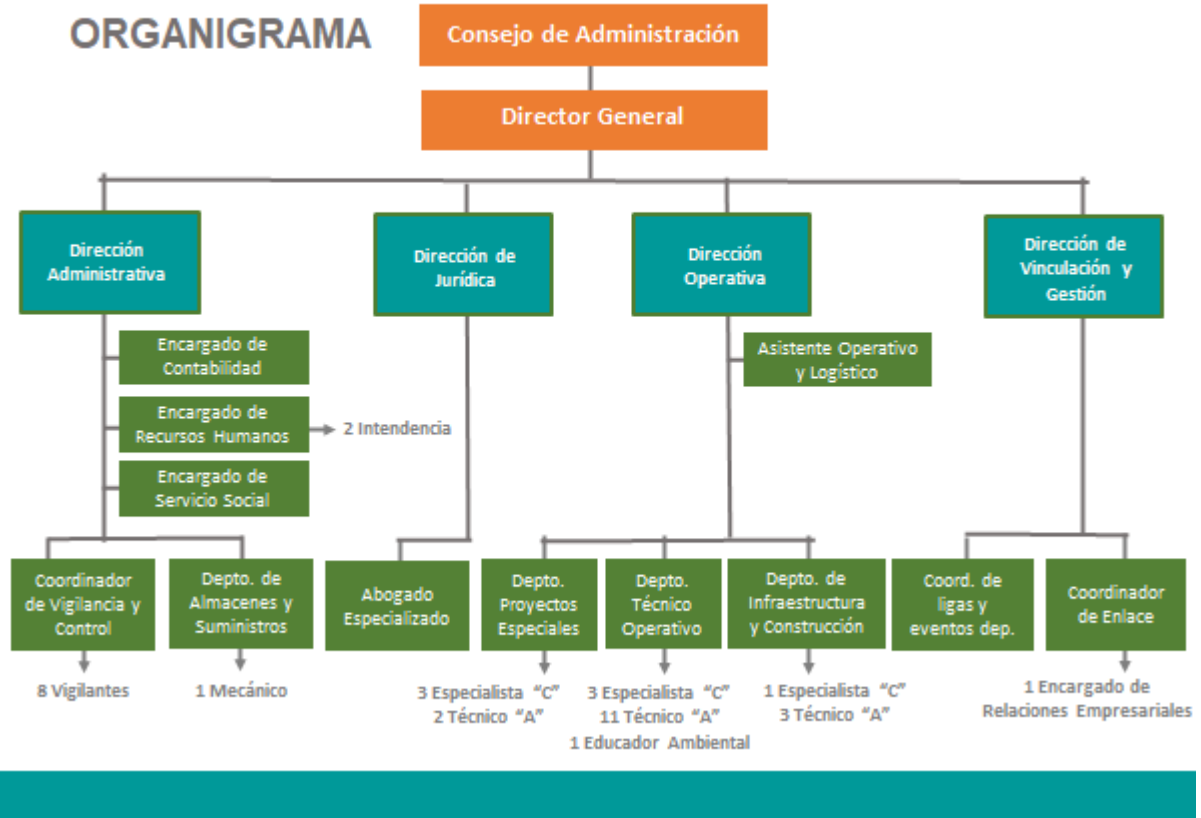 ORGANIGRAMA
Consejo de Administración
Director General
Dirección
Administrativa
Dirección de
Jurídica
Dirección
Operativa
Dirección de
Vinculación y
Gestión
Encargado de
Contabilidad
Encargado de
Recursos Humanos
2 Intendencia
Encargado de
Servicio Social
Asistente Operativo
y Logístico
Coordinador
de Vigilancia y
Control
Depto. de
Almacenes y
Suministros
Abogado
Especializado
Depto.
Proyectos
Especiales
Depto.
Técnico
Operativo
Depto. de
Infraestructura
y Construcción
Coord. de
ligas y
eventos dep.
Coordinador
de Enlace
8 Vigilantes
1 Mecánico
3 Especialista “C”
2 Técnico “A”
3 Especialista “C”
11 Técnico “A”
1 Educador Ambiental
1 Especialista “C”
3 Técnico “A”
1 Encargado de
Relaciones Empresariales